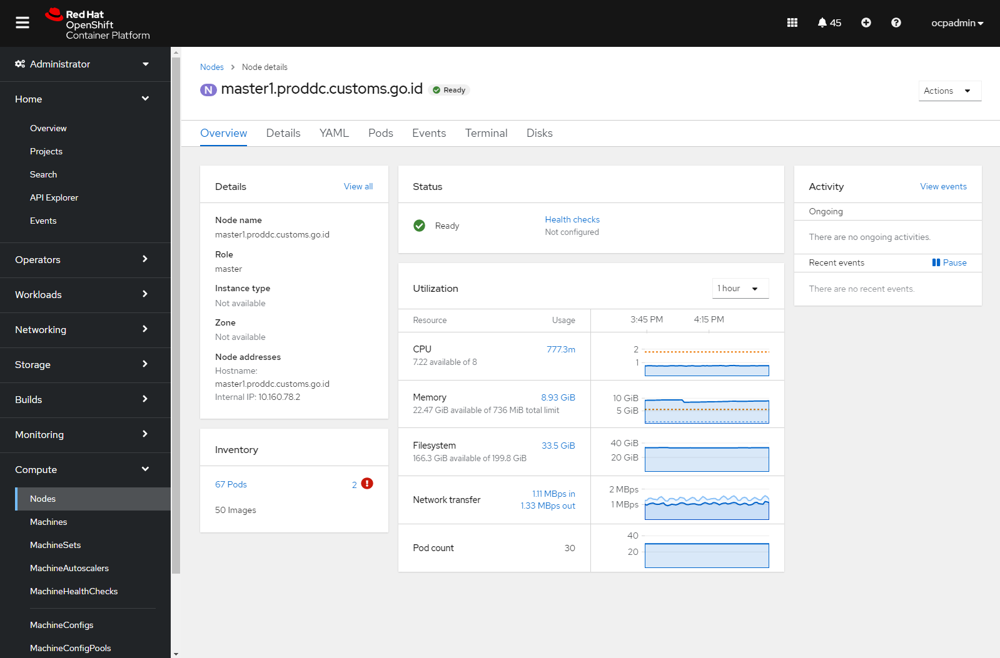 Red Hat
OpenShift
Container Platform
45
ocpadmin
Administrator
Home
Overview
Projects
Search
API Explorer
Events
Operators
Workloads
Networking
Storage
Builds
Monitoring
Compute
Nodes
Machines
MachineSets
MachineAutoscalers
MachineHealthChecks
MachineConfigs
MachineConfigPools
Nodes > Node details
N master1.proddc.customs.go.id Ready
Actions
Overview Details YAML Pods Events Terminal Disks
Details View all
Node name
master1.proddc.customs.go.id
Role
master
Instance type
Not available
Zone
Not available
Node addresses
Hostname:
master1.proddc.customs.go.id
Internal IP: 10.160.78.2
Inventory
67 Pods 2
50 Images
Status
Ready
Health checks
Not configured
Utilization 1 hour
Resource Usage 3:45 PM 4:15 PM
CPU 777.3m
7.22 available of 8
2
1
Memory 8.93 GiB
22.47 GiB available of 736 MiB total limit
10 GiB
5 GiB
Filesystem 33.5 GiB
166.3 GiB available of 199.8 GiB
40 GiB
20 GiB
Network transfer
1.11 MBps in
1.33 MBps out
2 MBps
1 MBps
Pod count 30
40
20
Activity View events
Ongoing
There are no ongoing activities.
Recent events Pause
There are no recent events.